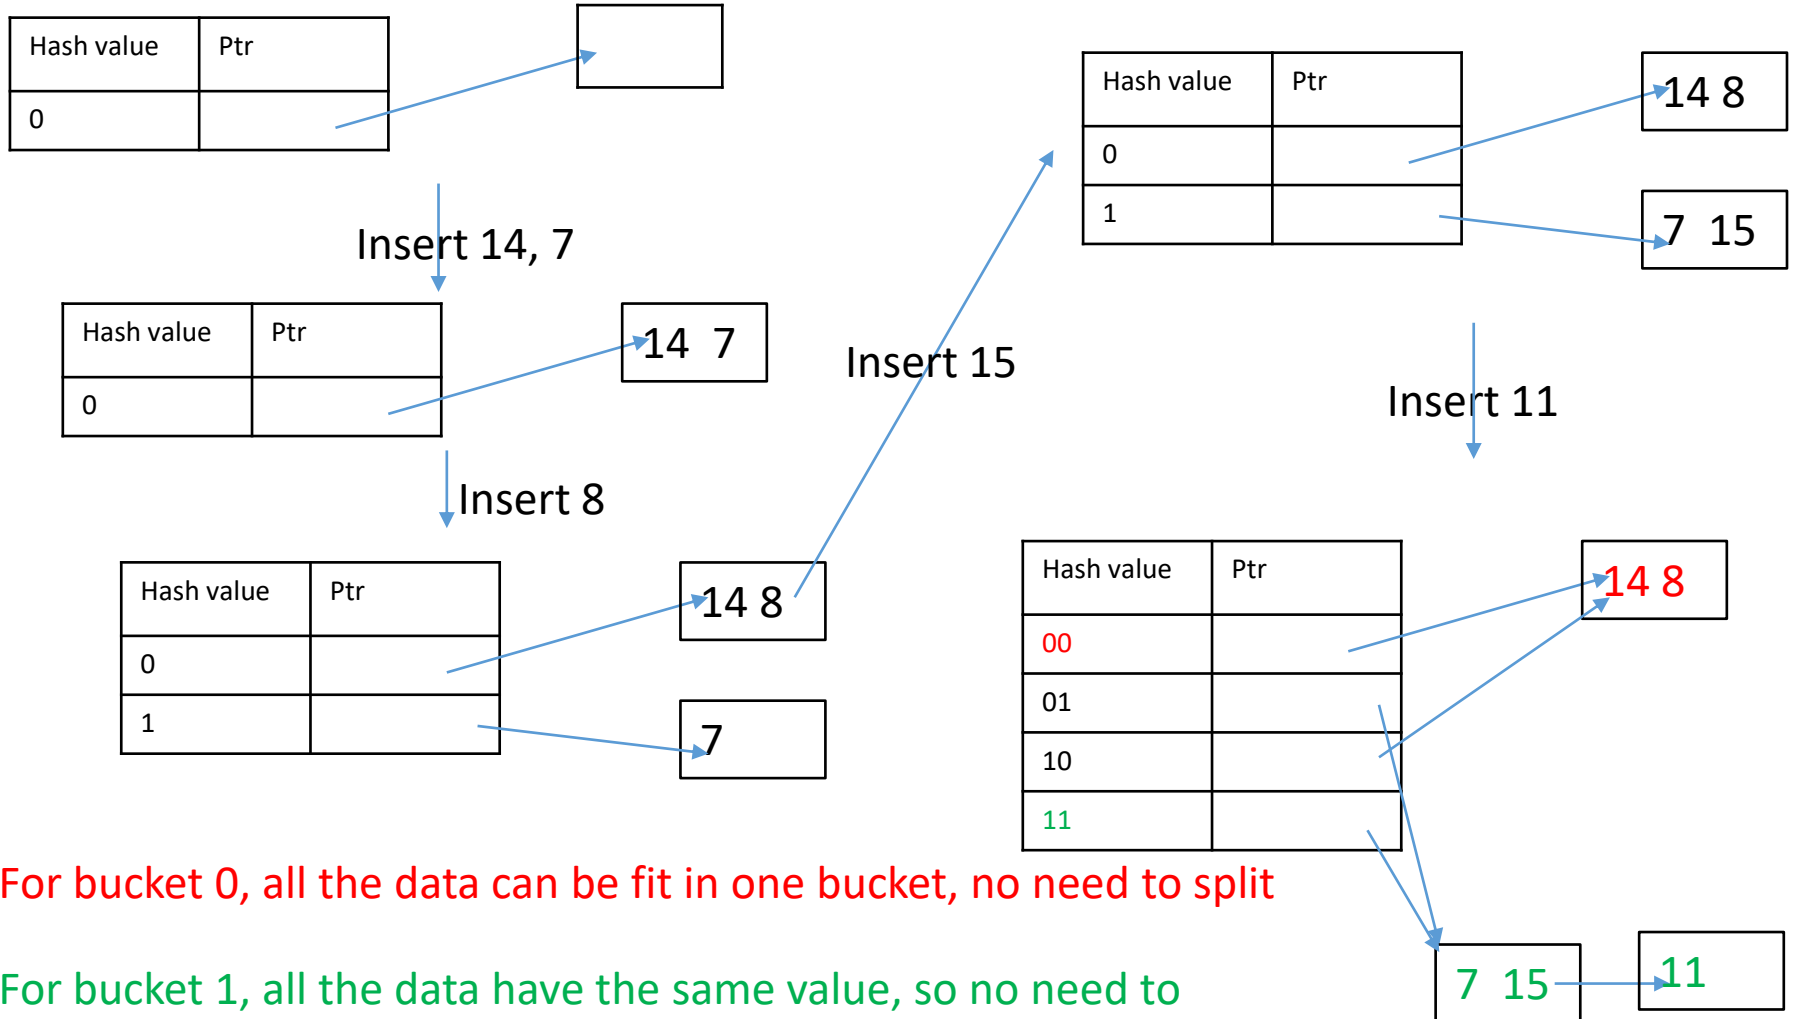 Hash value Ptr
0
Insert 14, 7
Hash value Ptr
14 7
0
Insert 8
Hash value Ptr
14 8
0
1
7
Insert 15
Hash value Ptr
14 8
0
1
7 15
Insert 11
Hash value Ptr
14 8
00
01
10
11
7 15
11
For bucket 0, all the data can be fit in one bucket, no need to split
For bucket 1, all the data have the same value, so no need to